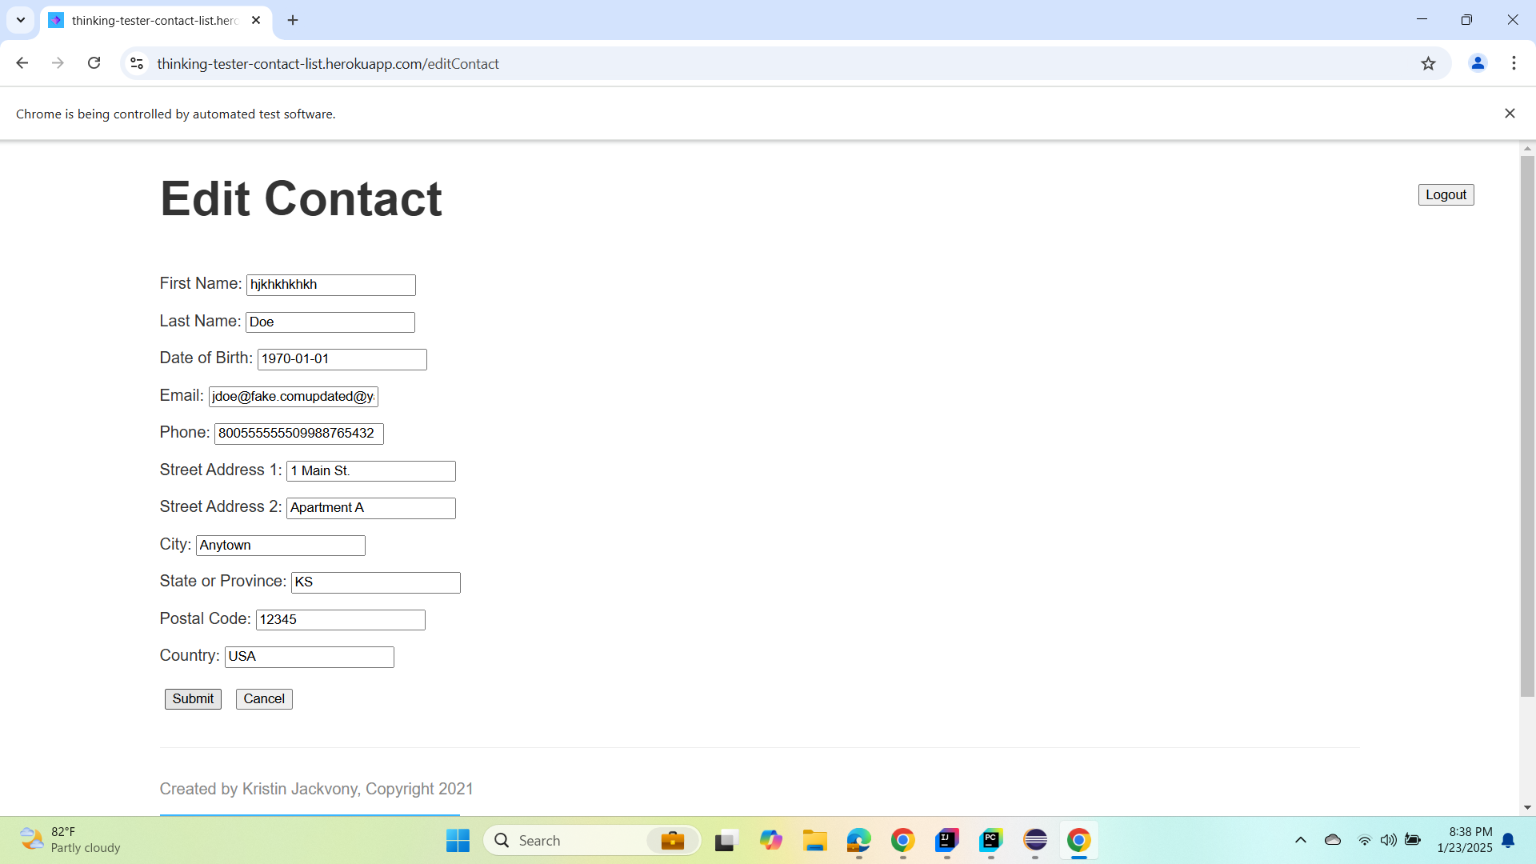 thinking-tester-contact-list.herc
thinking-tester-contact-list.herokuapp.com/editContact
Chrome is being controlled by automated test software.
Edit Contact
Logout
First Name: hjkhkhkhkh
Last Name: Doe
Date of Birth: 1970-01-01
Email: jdoe@fake.comupdated@y
Phone: 800555555509988765432
Street Address 1: 1 Main St.
Street Address 2: Apartment A
City: Anytown
State or Province: KS
Postal Code: 12345
Country: USA
Submit Cancel
Created by Kristin Jackvony, Copyright 2021
82°F
Partly cloudy
Search
8:38 PM
1/23/2025